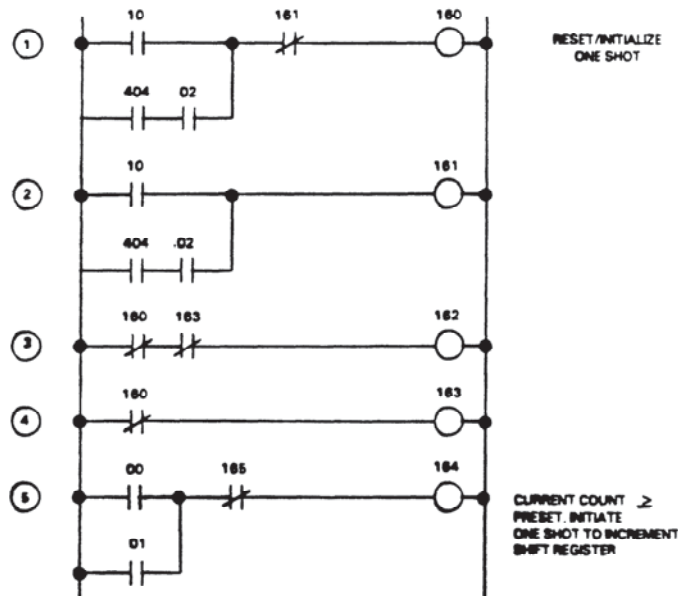 10 161 160
1
RESET/INITIALIZE
ONE SHOT
404 02
10 161
2
404 .02
160 163 162
3
160 163
4
00 165 164
5
CURRENT COUNT ≥
PRESET. INITIATE
ONE SHOT TO INCREMENT
SHIFT REGISTER
01